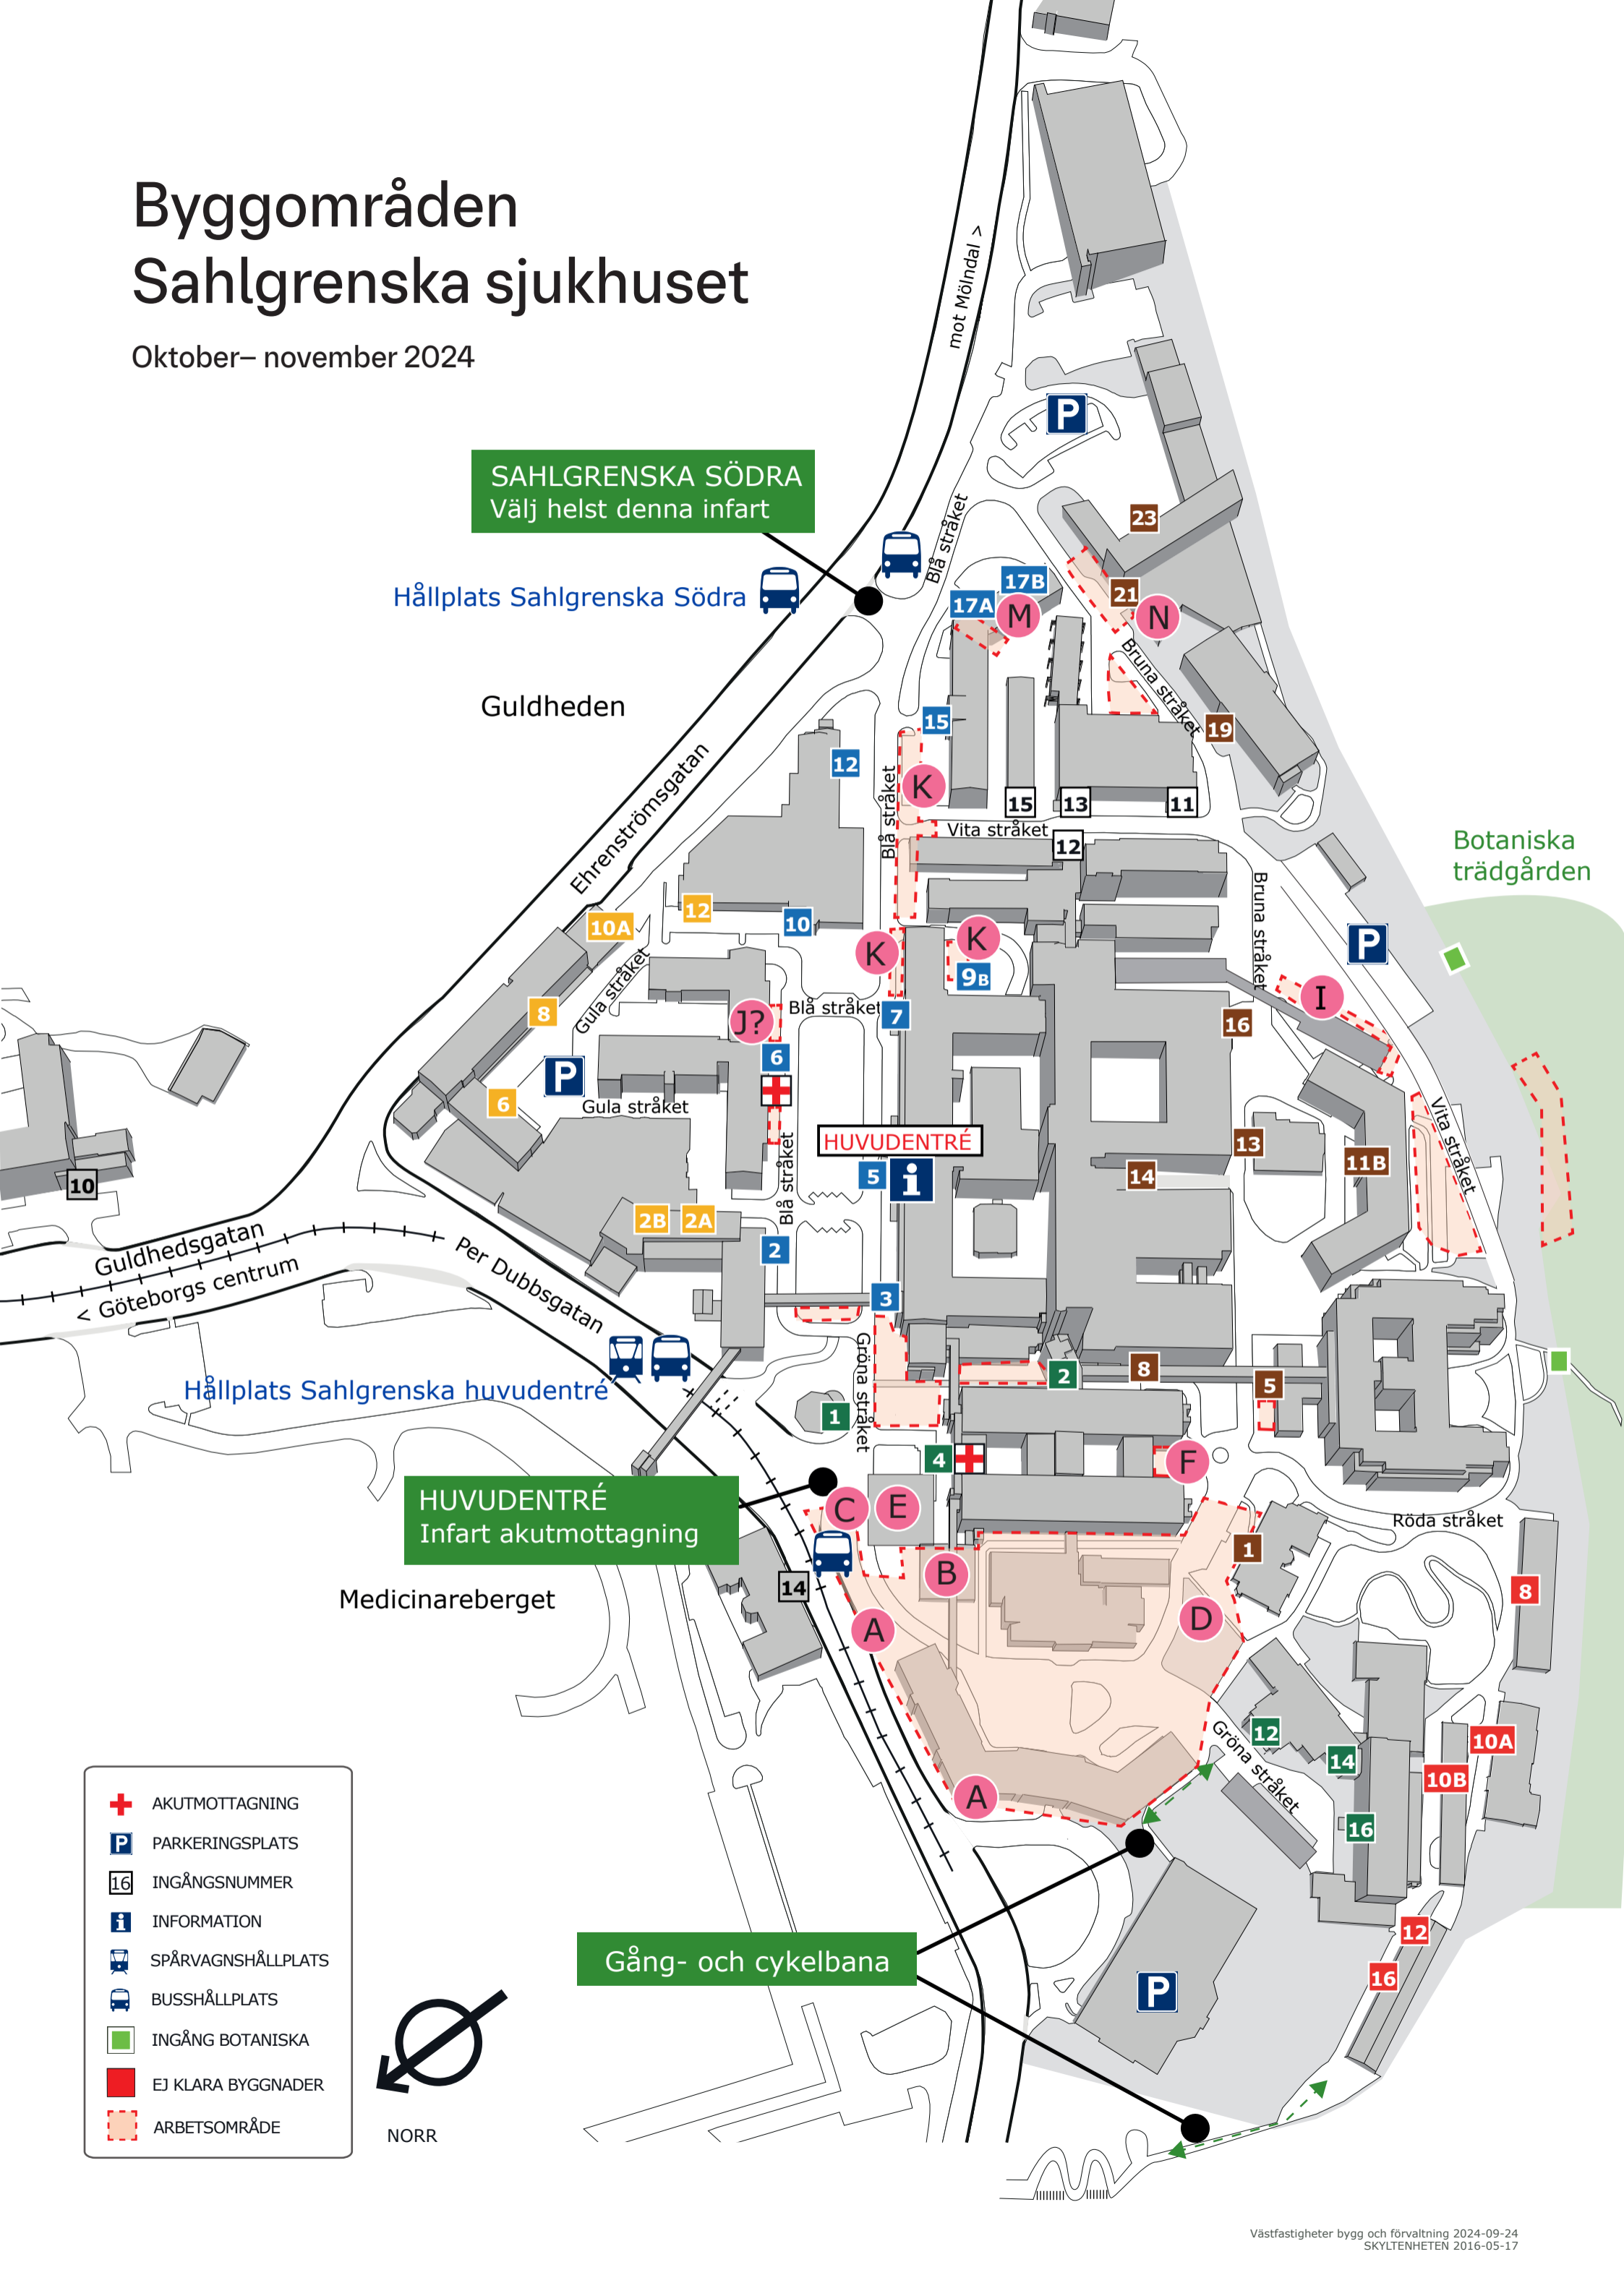 Byggområden
Sahlgrenska sjukhuset
Oktober– november 2024
mot Mölndal >
P
SAHLGRENSKA SÖDRA
Välj helst denna infart
Blå stråket
23
Hållplats Sahlgrenska Södra
17B
17A
M
21
N
Bruna stråket
Guldheden
15
19
12
K
Blå stråket
15
13
11
Vita stråket
12
Ehrenströmsgatan
Botaniska
trädgården
Bruna stråket
12
10A
10
K
K
P
9B
Gula stråket
8
J?
Blå stråket
7
I
16
6
P
6
Gula stråket
Vita stråket
HUVUDENTRÉ
13
11B
5
i
14
10
Blå stråket
2B
2A
2
Guldhedsgatan
< Göteborgs centrum
Per Dubbsgatan
3
Gröna stråket
2
8
5
Hållplats Sahlgrenska huvudentré
1
4
F
HUVUDENTRÉ
Infart akutmottagning
C
E
Röda stråket
1
B
14
Medicinareberget
8
A
D
12
10A
14
Gröna stråket
10B
A
16
AKUTMOTTAGNING
P PARKERINGSPLATS
16 INGÅNGSNUMMER
i INFORMATION
SPÅRVAGNSHÅLLPLATS
BUSSHÅLLPLATS
INGÅNG BOTANISKA
EJ KLARA BYGGNADER
ARBETSOMRÅDE
NORR
Gång- och cykelbana
12
16
P
Västfastigheter bygg och förvaltning 2024-09-24
SKYLTENHETEN 2016-05-17